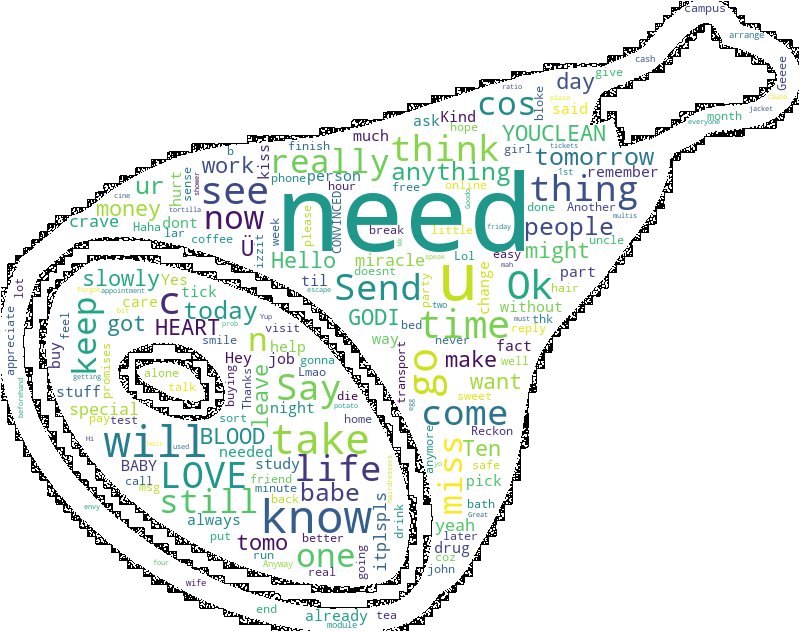 campus
arrange
cash
Geeee
give
day
ratio
bloke
plaza
cause
jacket
cos
said
month
everyone
ask
Kind
hope
YOUCLEAN
much
finish
think
girl
tickets
b
kiss
really
tomorrow
work
anything
1st
remember
sense
shower
phone
person
hurt
ur
see
hour
free
online
thing
cine
Goodo
done
Another
multis
money
tortilla
now
please
CONVINCED
need
little
people
uncle
crave
Haha
dont
week
break
friday
lar
coffee
Ü
izzit
Hello
miracle
speak
Lol
easy
might
mah
doesnt
part
slowly
Yes
til
escape
Send
u
change
Ok
hair
lot
Forgot
appointment
care
tick
party
two
without
c
today
GODI
time
must
thk
keep
but
got
HEART
Yup
prob
bed
reply
appreciate
feel
smile
visit
n
help
way
never
fact
buy
Hey
job
gonna
go
make
well
promises
alone
Lmao
transport
getting
talk
buying
Thanks
leave
Say
die
want
stuff
egg
sweet
special
potato
night
beforehand
pay
test
sort
home
come
Reckon
will
BLOOD
take
Hi
holz
used
needed
miss
Ten
anymore
BABY
LOVE
study
life
hairdressers
yo
safe
call
friend
msg
minute
babe
pick
still
back
itplspls
bath
envy
always
know
drink
Great
yeah
put
tomo
better
later
run
one
drug
four
Anyway
real
going
coz
john
wife
end
already
tea
module